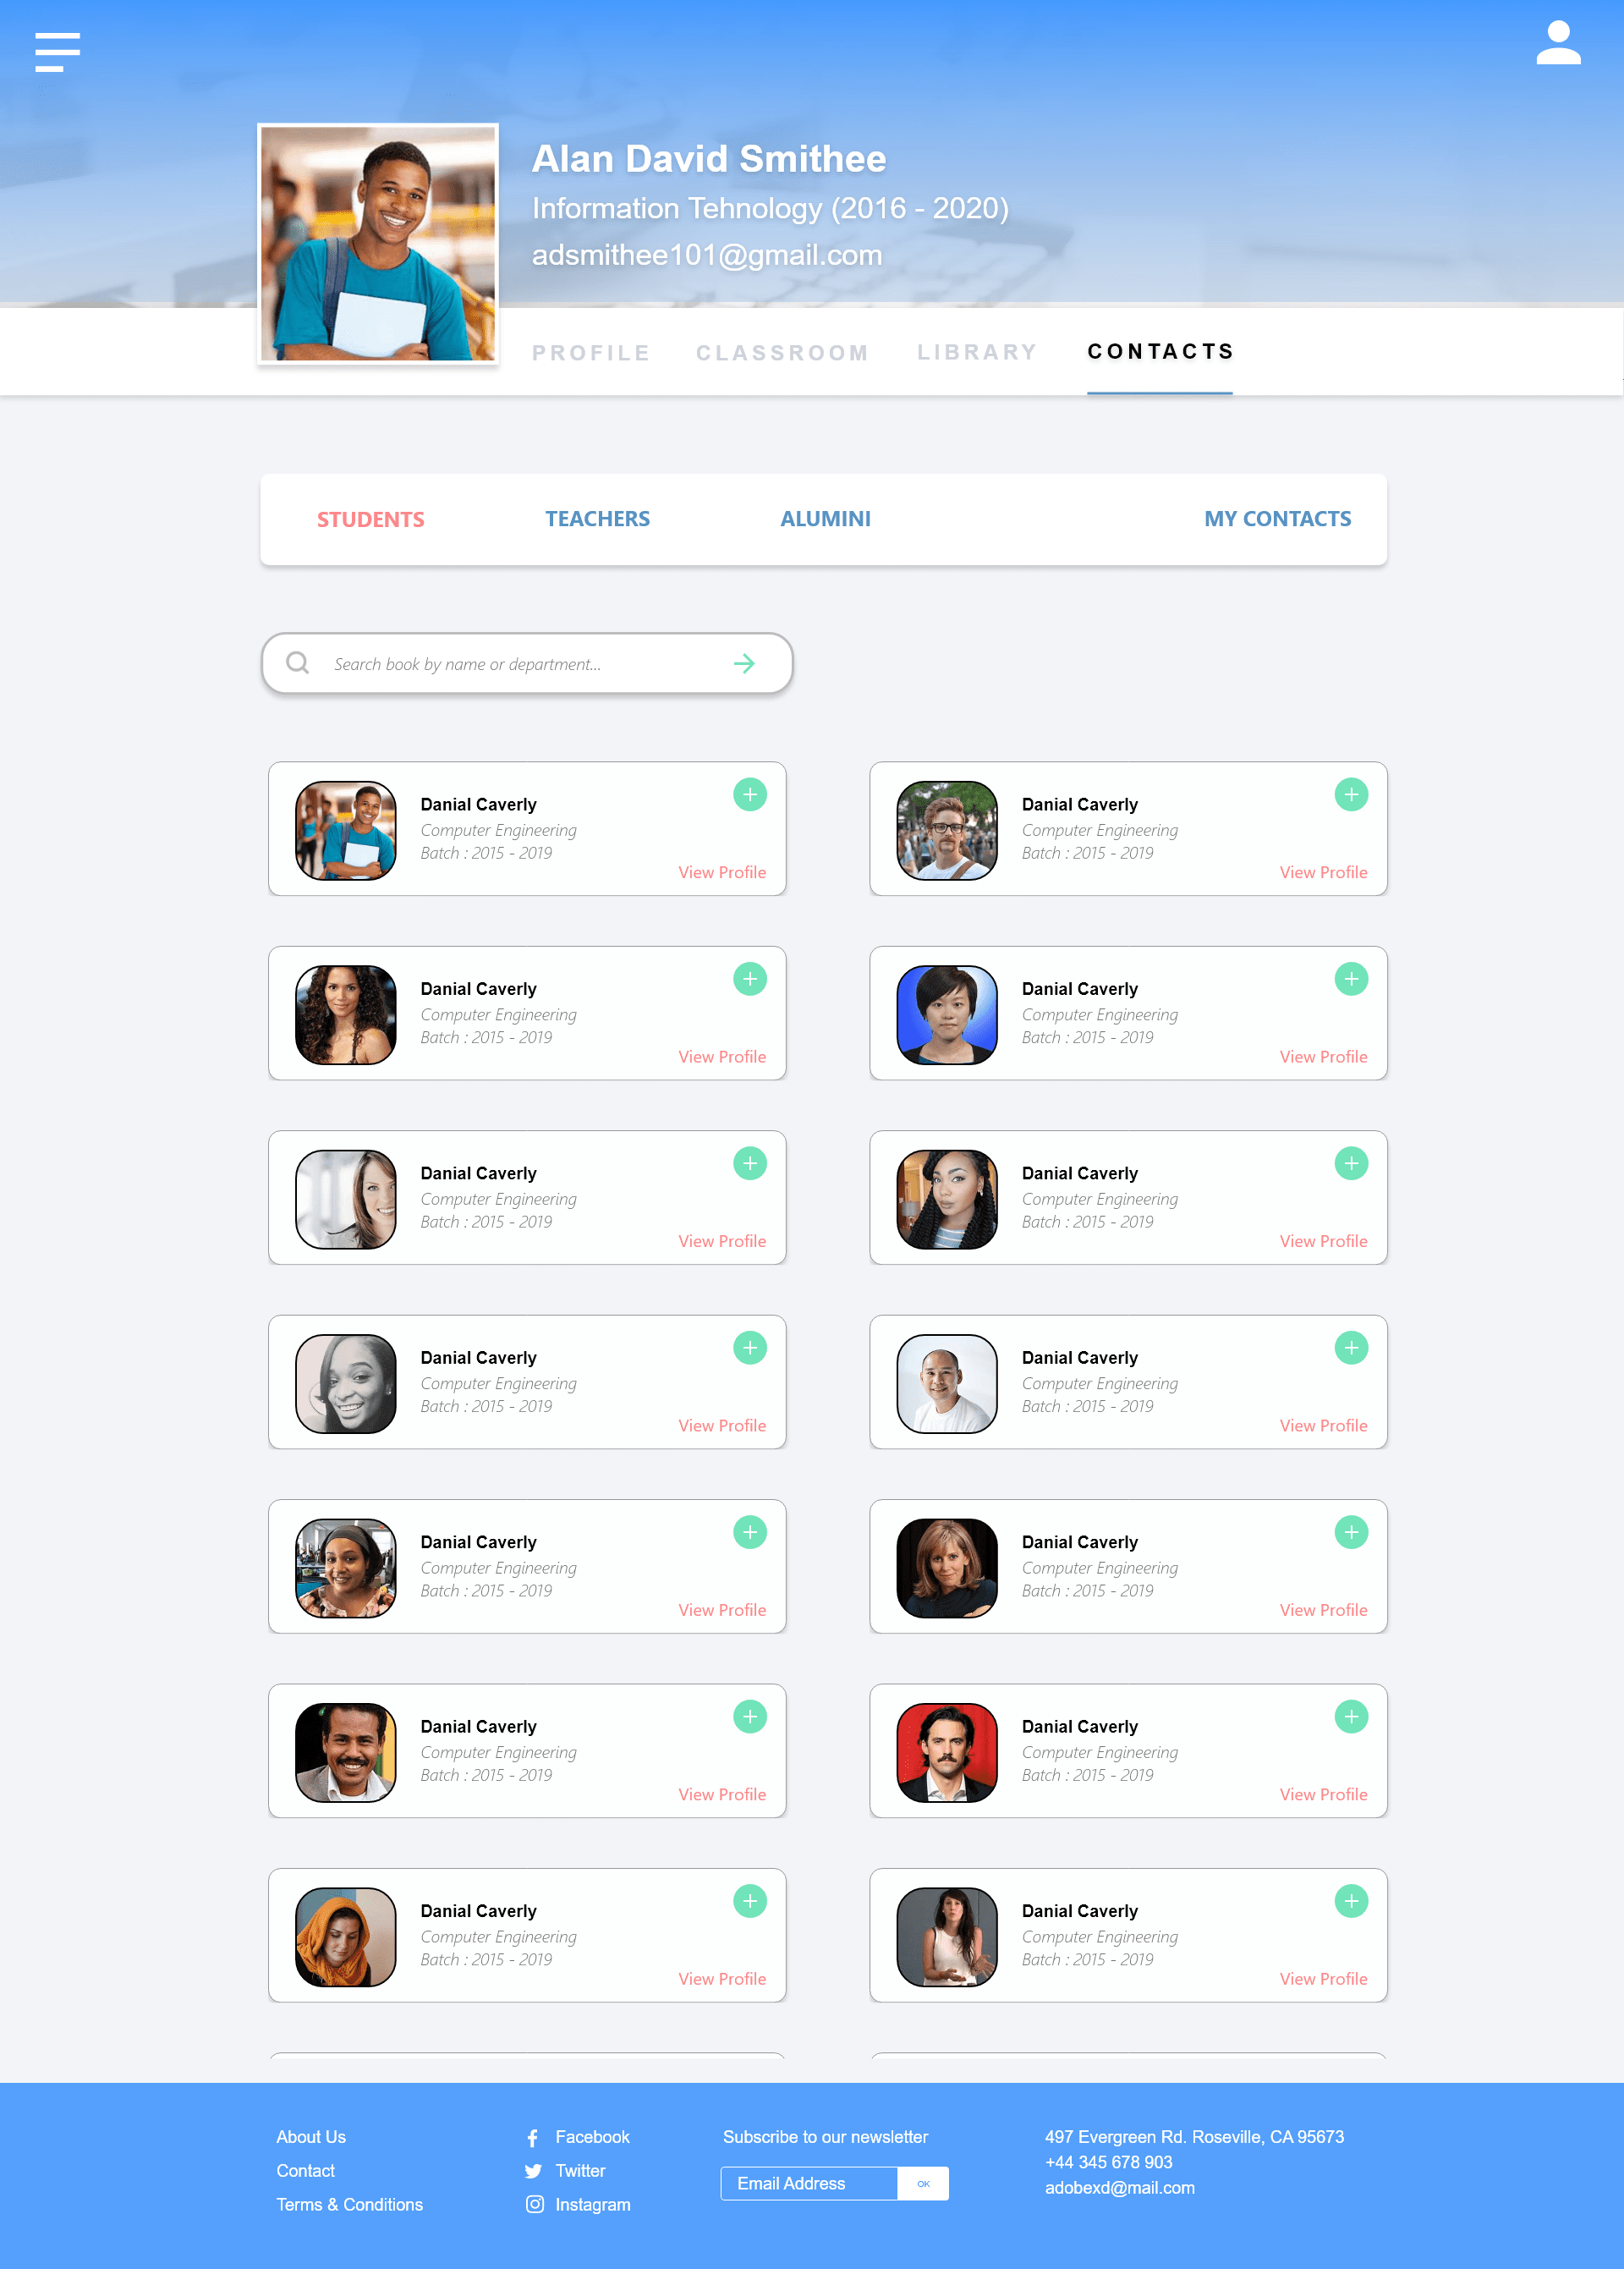 Alan David Smithee
Information Tehnology (2016 - 2020)
adsmithee101@gmail.com
PROFILE CLASSROOM LIBRARY CONTACTS
STUDENTS TEACHERS ALUMINI MY CONTACTS
Search book by name or department...
Danial Caverly
Computer Engineering
Batch : 2015 - 2019
View Profile
Danial Caverly
Computer Engineering
Batch : 2015 - 2019
View Profile
Danial Caverly
Computer Engineering
Batch : 2015 - 2019
View Profile
Danial Caverly
Computer Engineering
Batch : 2015 - 2019
View Profile
Danial Caverly
Computer Engineering
Batch : 2015 - 2019
View Profile
Danial Caverly
Computer Engineering
Batch : 2015 - 2019
View Profile
Danial Caverly
Computer Engineering
Batch : 2015 - 2019
View Profile
Danial Caverly
Computer Engineering
Batch : 2015 - 2019
View Profile
Danial Caverly
Computer Engineering
Batch : 2015 - 2019
View Profile
Danial Caverly
Computer Engineering
Batch : 2015 - 2019
View Profile
Danial Caverly
Computer Engineering
Batch : 2015 - 2019
View Profile
Danial Caverly
Computer Engineering
Batch : 2015 - 2019
View Profile
Danial Caverly
Computer Engineering
Batch : 2015 - 2019
View Profile
Danial Caverly
Computer Engineering
Batch : 2015 - 2019
View Profile
About Us
Contact
Terms & Conditions
Facebook
Twitter
Instagram
Subscribe to our newsletter
Email Address OK
497 Evergreen Rd. Roseville, CA 95673
+44 345 678 903
adobexd@mail.com